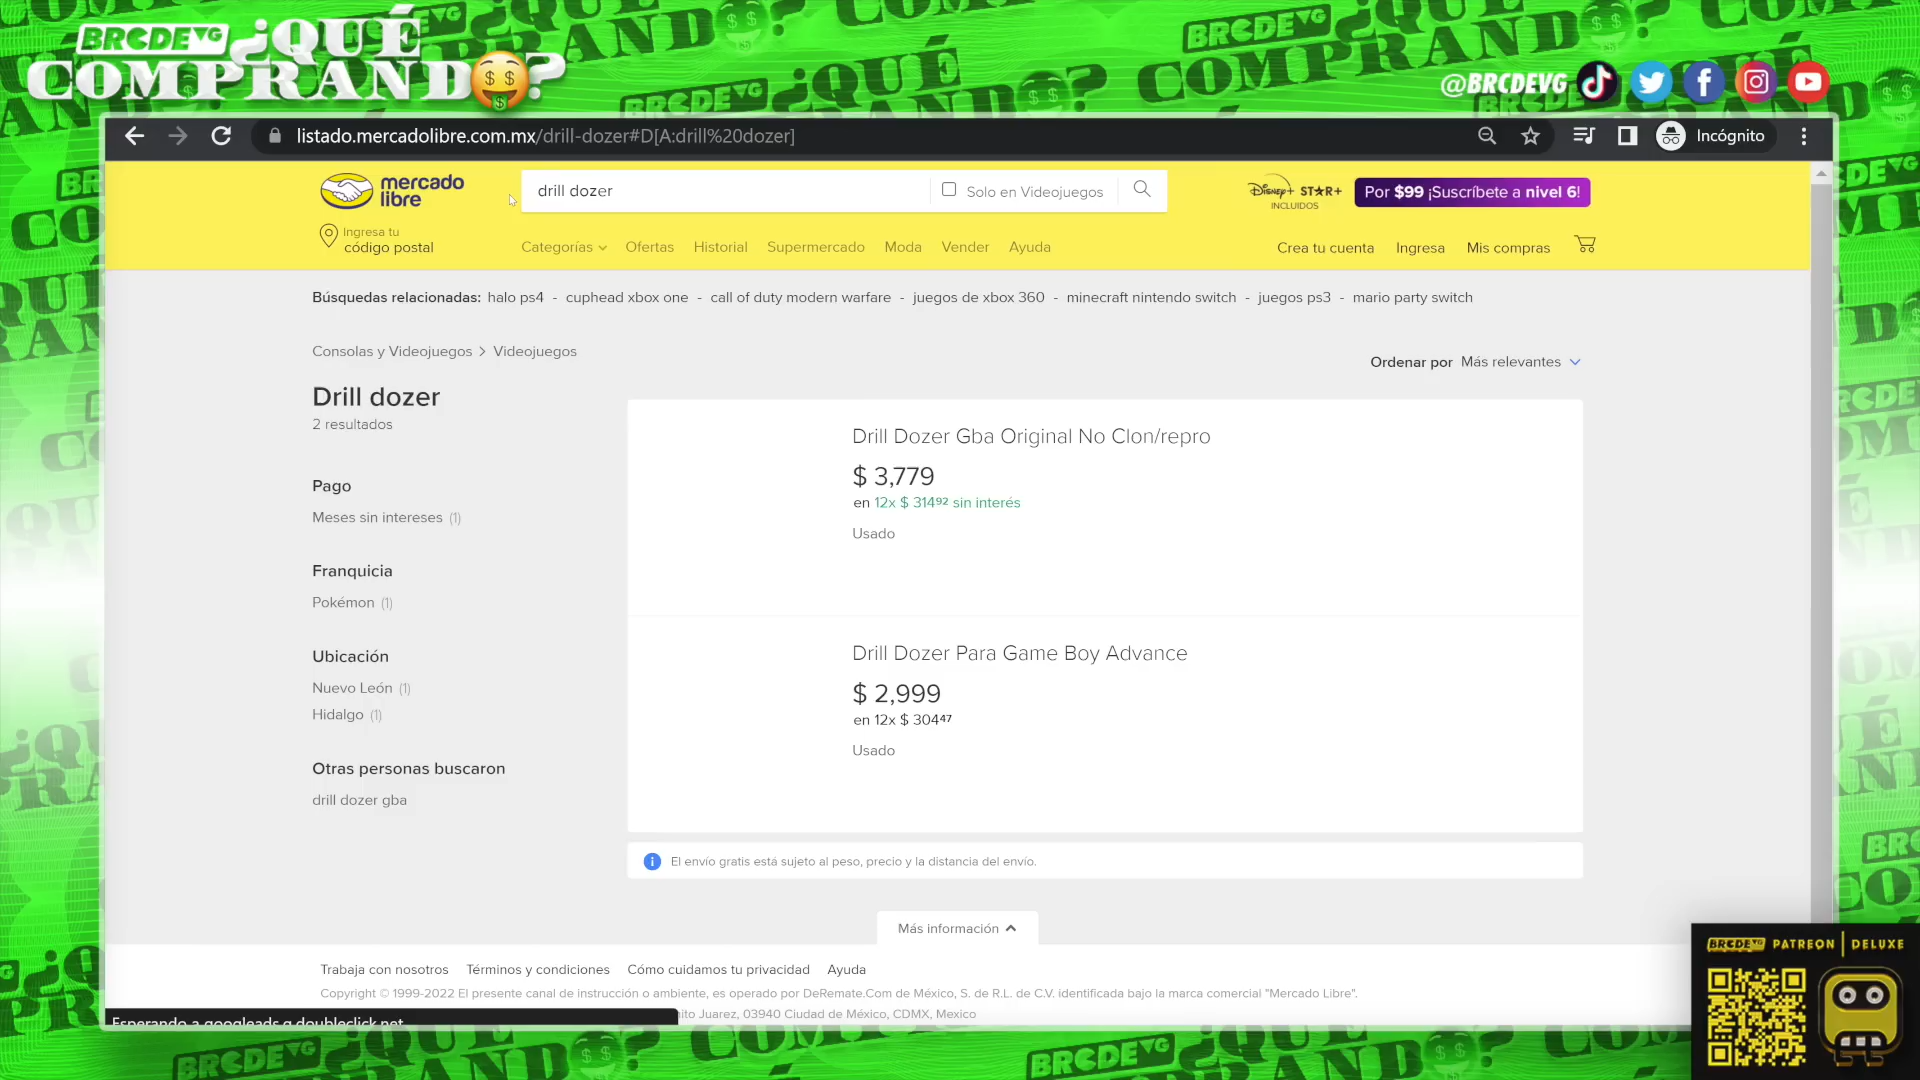 BRCDEVG ¿QUÉ
COMPRANDO?
@BRCDEVG
listado.mercadolibre.com.mx/drill-dozer#D[A:drill%20dozer]
Incógnito
mercado
libre
drill dozer
Solo en Videojuegos
Disney+ STAR+
INCLUIDOS
Por $99 ¡Suscríbete a nivel 6!
Ingresa tu
código postal
Categorías
Ofertas
Historial
Supermercado
Moda
Vender
Ayuda
Crea tu cuenta
Ingresa
Mis compras
Búsquedas relacionadas: halo ps4 - cuphead xbox one - call of duty modern warfare - juegos de xbox 360 - minecraft nintendo switch - juegos ps3 - mario party switch
Consolas y Videojuegos > Videojuegos
Ordenar por Más relevantes
Drill dozer
2 resultados
Pago
Meses sin intereses (1)
Franquicia
Pokémon (1)
Ubicación
Nuevo León (1)
Hidalgo (1)
Otras personas buscaron
drill dozer gba
Drill Dozer Gba Original No Clon/repro
$ 3,779
en 12x $ 314⁹² sin interés
Usado
Drill Dozer Para Game Boy Advance
$ 2,999
en 12x $ 304⁴⁷
Usado
El envío gratis está sujeto al peso, precio y la distancia del envío.
Más información
Trabaja con nosotros
Términos y condiciones
Cómo cuidamos tu privacidad
Ayuda
Copyright © 1999-2022 El presente canal de instrucción o ambiente, es operado por DeRemate.Com de México, S. de R.L. de C.V. identificada bajo la marca comercial "Mercado Libre".
Juarez, 03940 Ciudad de México, CDMX, Mexico
Esperando a googleads.g.doubleclick.net
BRCDEVG PATREON | DELUXE